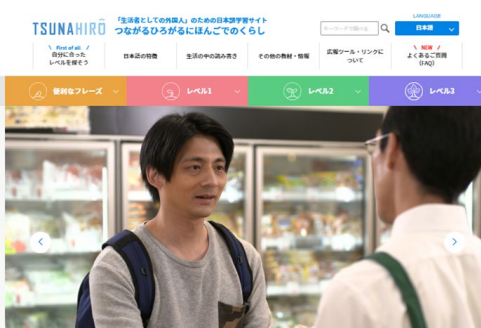 TSUNAHIRO
「生活者としての外国人」のための日本語学習サイト
つながるひろがるにほんごでのくらし
LANGUAGE
日本語
First of all
自分に合った
レベルを探そう
日本語の特徴
生活の中の読み書き
その他の教材・情報
広報ツール・リンクに
ついて
NEW
よくあるご質問
(FAQ)
便利なフレーズ
レベル1
レベル2
レベル3